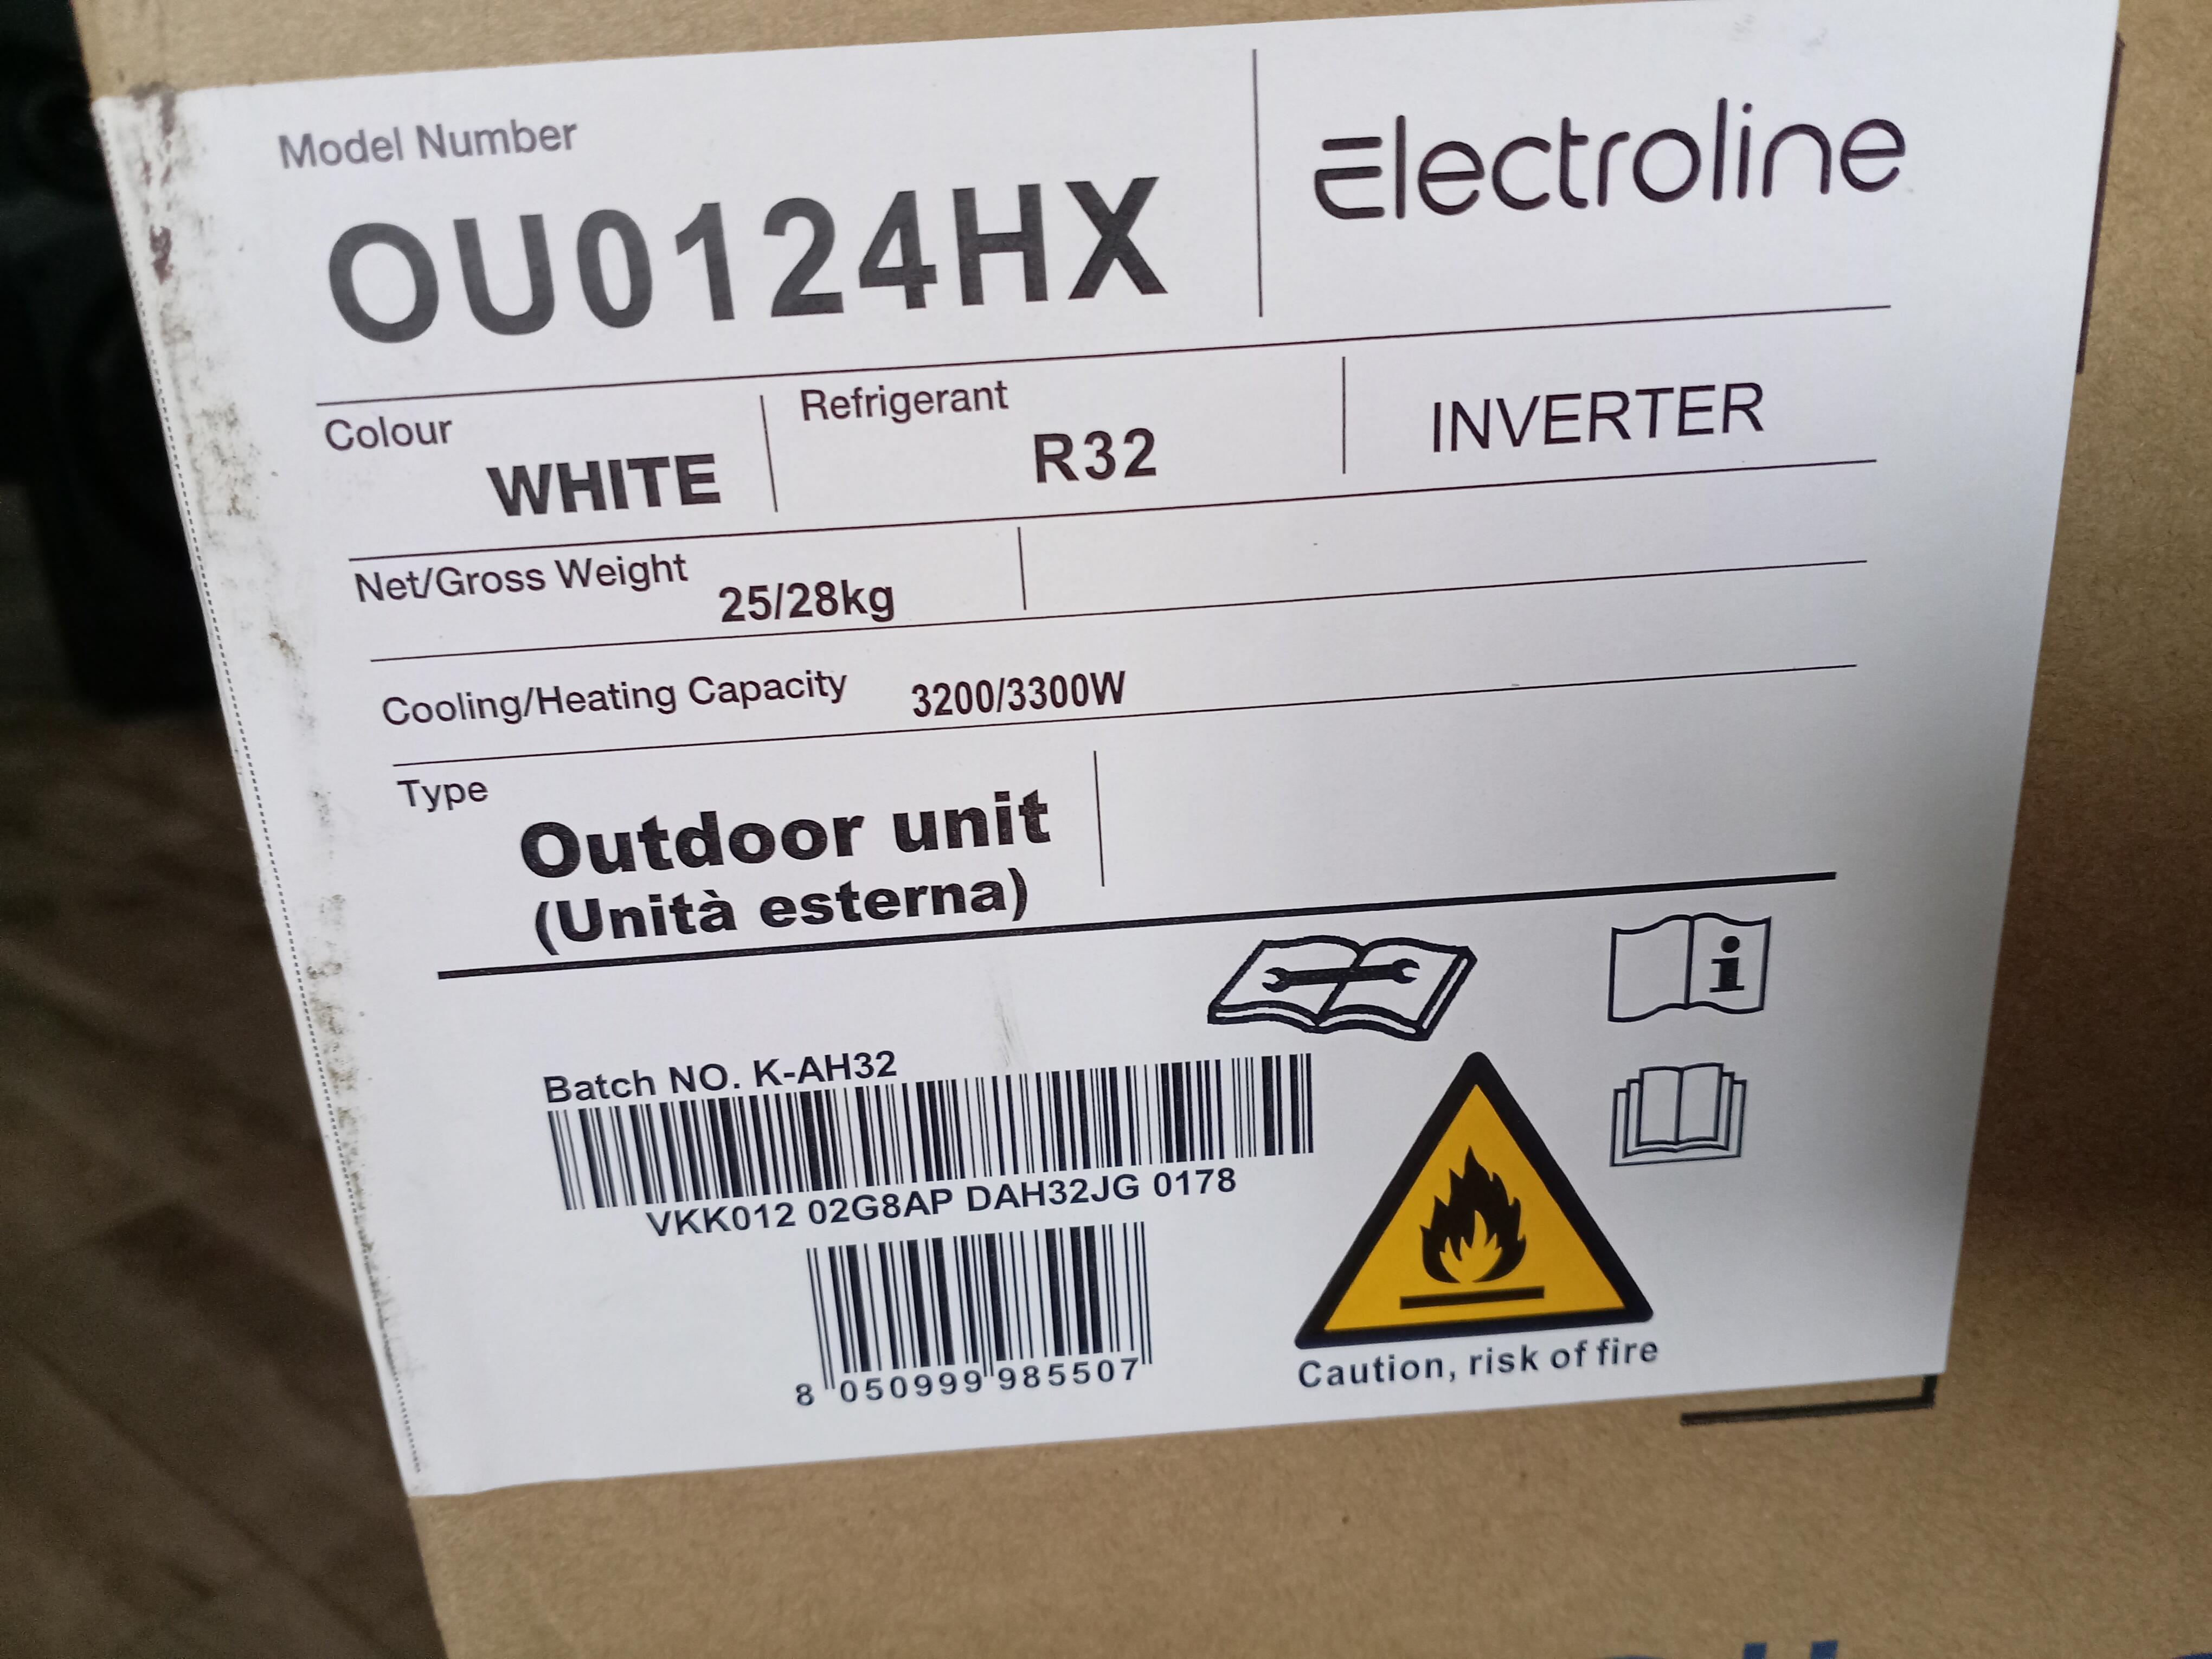 Model Number
Electroline
OU0124HX
Colour
WHITE
Refrigerant
R32
INVERTER
Net/Gross Weight 25/28kg
Cooling/Heating Capacity 3200/3300W
Type
Outdoor unit
(Unità esterna)
Batch NO. K-AH32
VKK012 02G8AP DAH32JG 0178
8 050999 985507
Caution, risk of fire